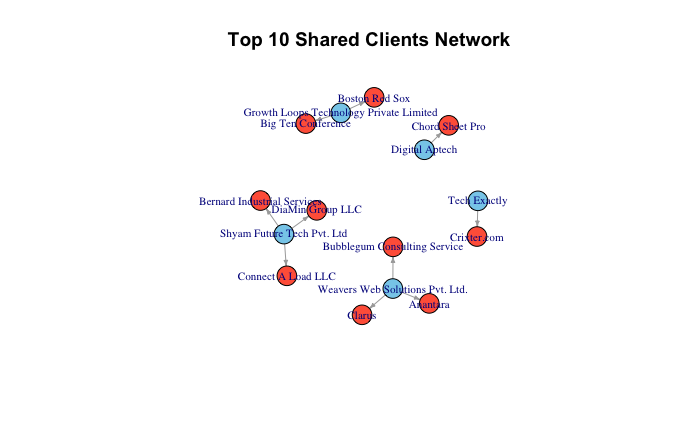 Top 10 Shared Clients Network
Boston Red Sox
Growth Loops Technology Private Limited
Big Ten Conference
Chord Sheet Pro
Digital Aptech
Bernard Industrial Services
DiaMin Group LLC
Tech Exactly
Shyam Future Tech Pvt. Ltd
Crixter.com
Bubblegum Consulting Service
Connect A Load LLC
Weavers Web Solutions Pvt. Ltd.
Anantara
Clarus